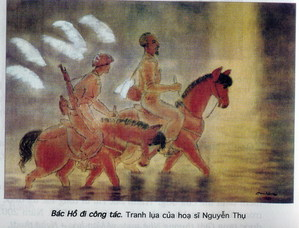 Bác Hồ đi công tác. Tranh lụa của hoạ sĩ Nguyễn Thụ